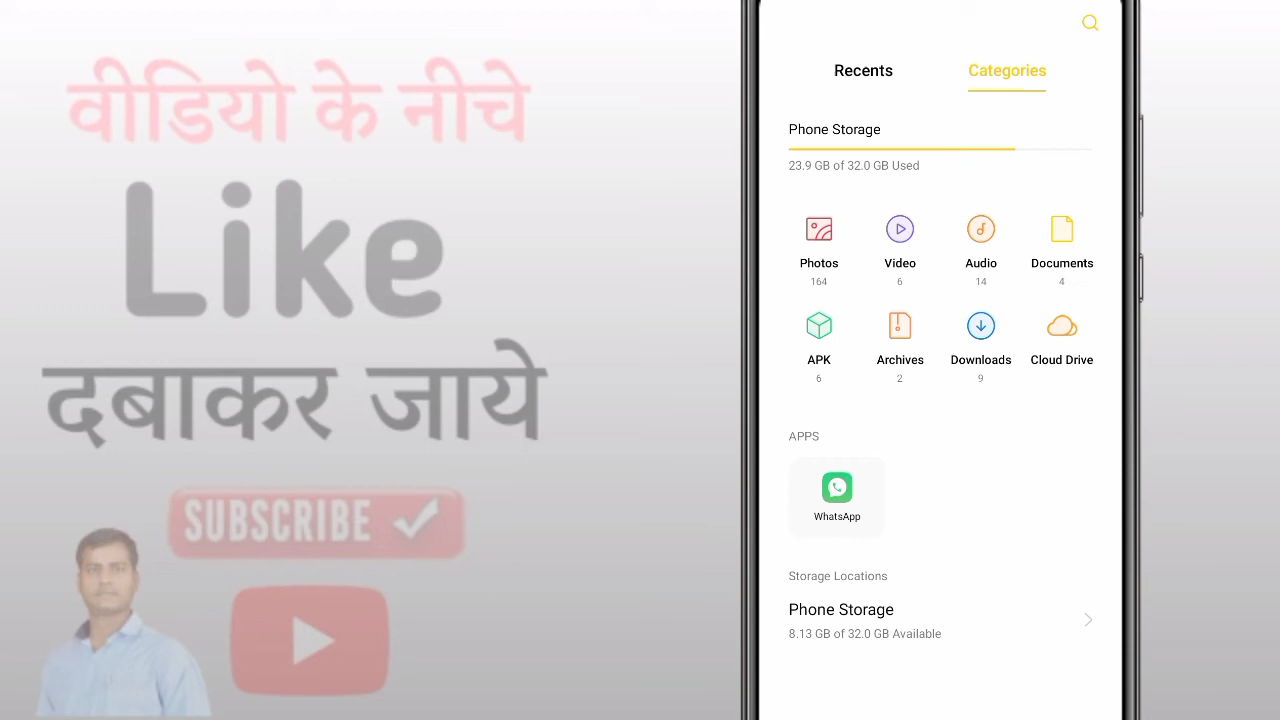 वीडियो के नीचे
Like
दबाकर जाये
SUBSCRIBE
Recents Categories
Phone Storage
23.9 GB of 32.0 GB Used
Photos Video Audio Documents
164 6 14 4
APK Archives Downloads Cloud Drive
6 2 9
APPS
WhatsApp
Storage Locations
Phone Storage
8.13 GB of 32.0 GB Available